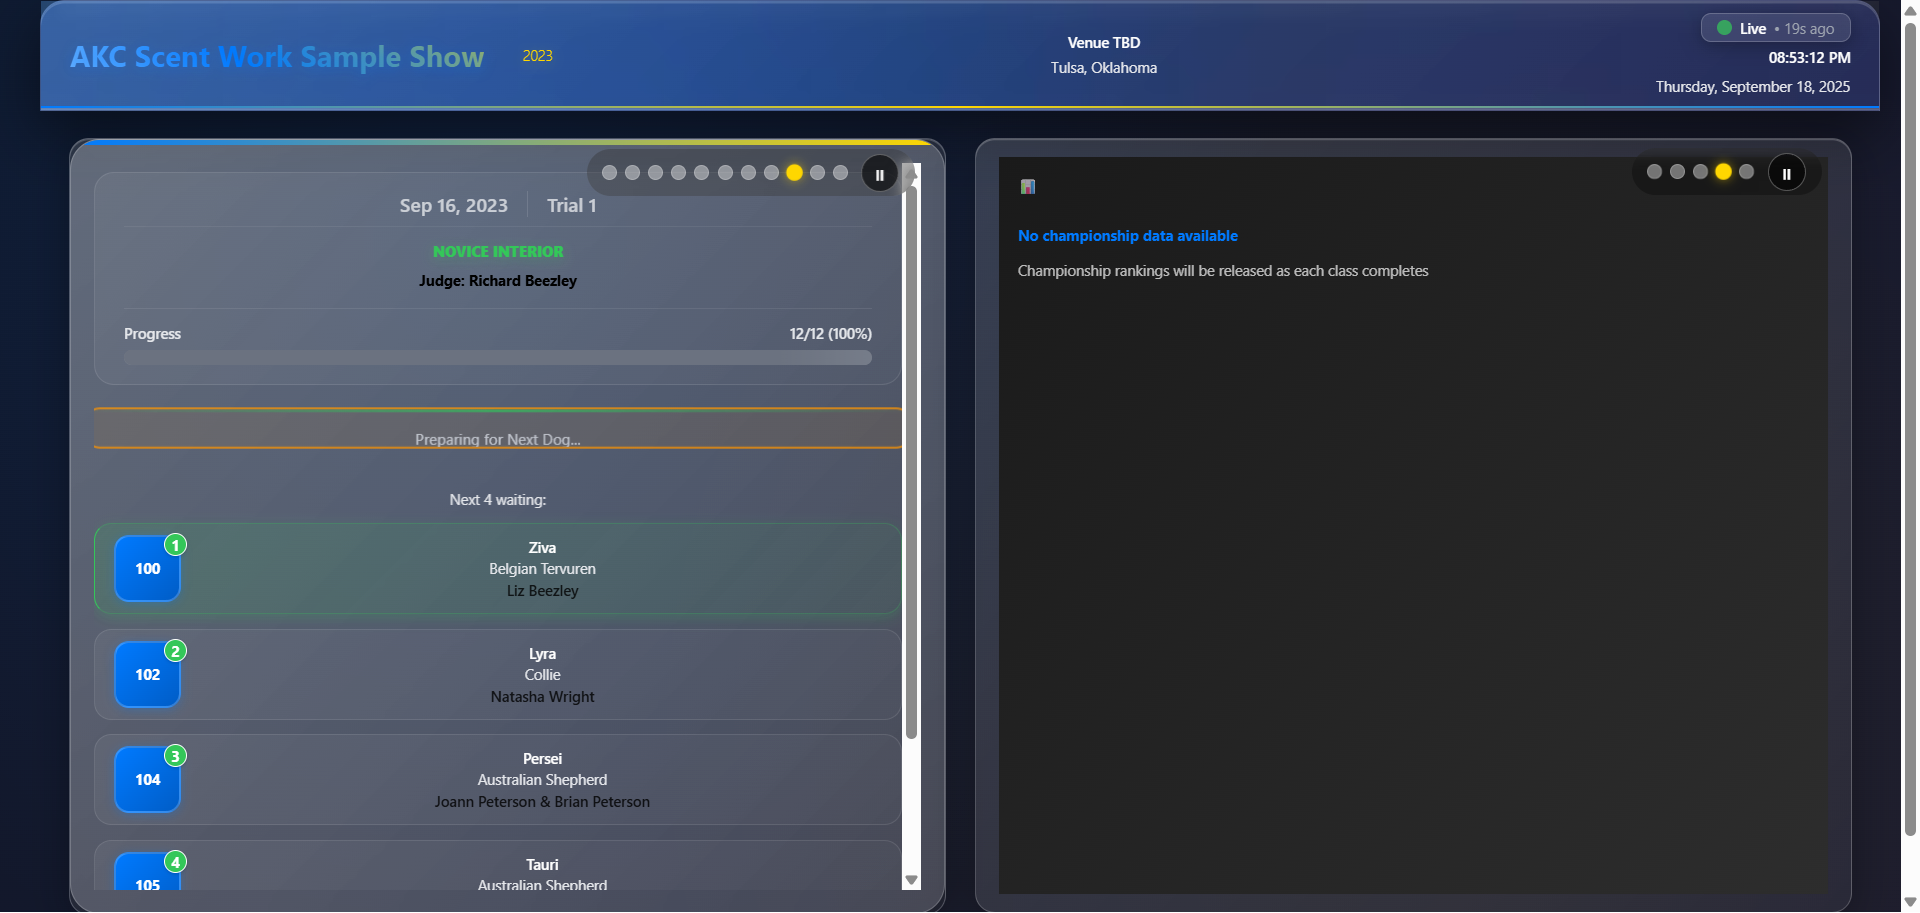 AKC Scent Work Sample Show
2023
Venue TBD
Tulsa, Oklahoma
Live • 19s ago
08:53:12 PM
Thursday, September 18, 2025
Sep 16, 2023
Trial 1
NOVICE INTERIOR
Judge: Richard Beezley
Progress
12/12 (100%)
Preparing for Next Dog...
Next 4 waiting:
1
100
Ziva
Belgian Tervuren
Liz Beezley
2
102
Lyra
Collie
Natasha Wright
3
104
Persei
Australian Shepherd
Joann Peterson & Brian Peterson
4
105
Tauri
Australian Shepherd
No championship data available
Championship rankings will be released as each class completes